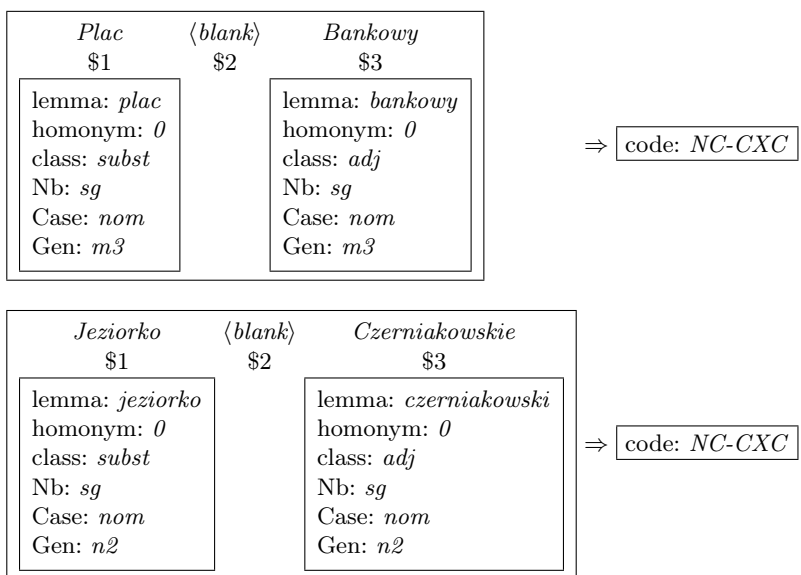 Plac ⟨blank⟩ Bankowy
$1 $2 $3
lemma: plac lemma: bankowy
homonym: 0 homonym: 0
class: subst class: adj ⇒ code: NC-CXC
Nb: sg Nb: sg
Case: nom Case: nom
Gen: m3 Gen: m3
Jeziorko ⟨blank⟩ Czerniakowskie
$1 $2 $3
lemma: jeziorko lemma: czerniakowski
homonym: 0 homonym: 0
class: subst class: adj ⇒ code: NC-CXC
Nb: sg Nb: sg
Case: nom Case: nom
Gen: n2 Gen: n2